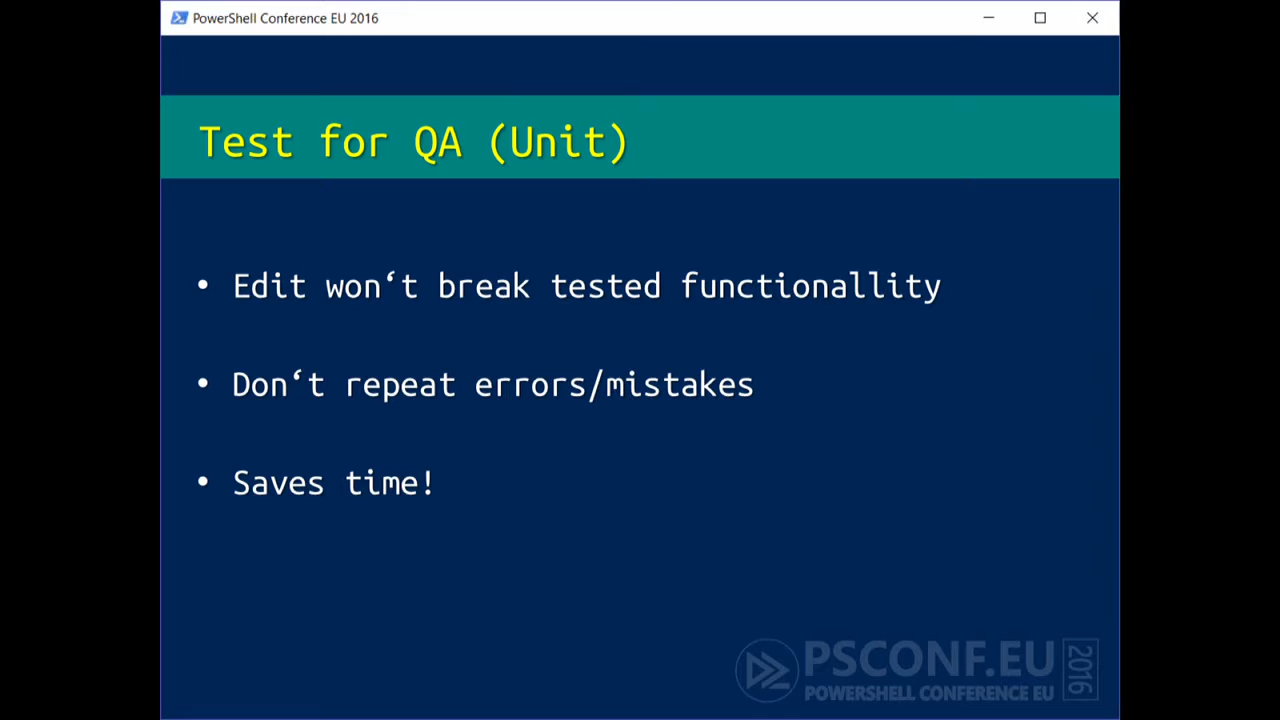 PowerShell Conference EU 2016
Test for QA (Unit)
• Edit won‘t break tested functionallity
• Don‘t repeat errors/mistakes
• Saves time!
PSCONF.EU
2016
POWERSHELL CONFERENCE EU